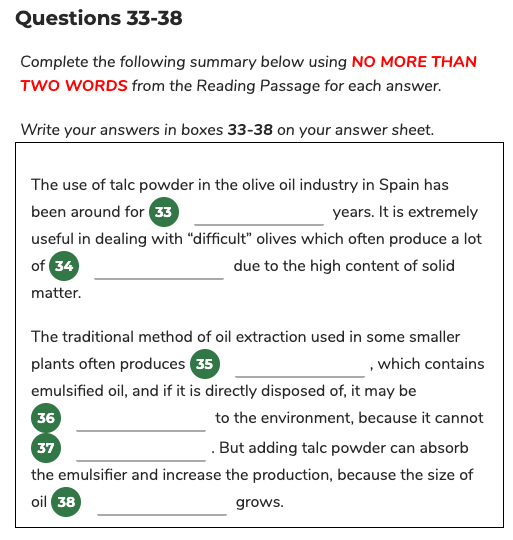 Questions 33-38
Complete the following summary below using NO MORE THAN
TWO WORDS from the Reading Passage for each answer.
Write your answers in boxes 33-38 on your answer sheet.
The use of talc powder in the olive oil industry in Spain has
been around for 33 years. It is extremely
useful in dealing with “difficult” olives which often produce a lot
of 34 due to the high content of solid
matter.
The traditional method of oil extraction used in some smaller
plants often produces 35 , which contains
emulsified oil, and if it is directly disposed of, it may be
36 to the environment, because it cannot
37 . But adding talc powder can absorb
the emulsifier and increase the production, because the size of
oil 38 grows.